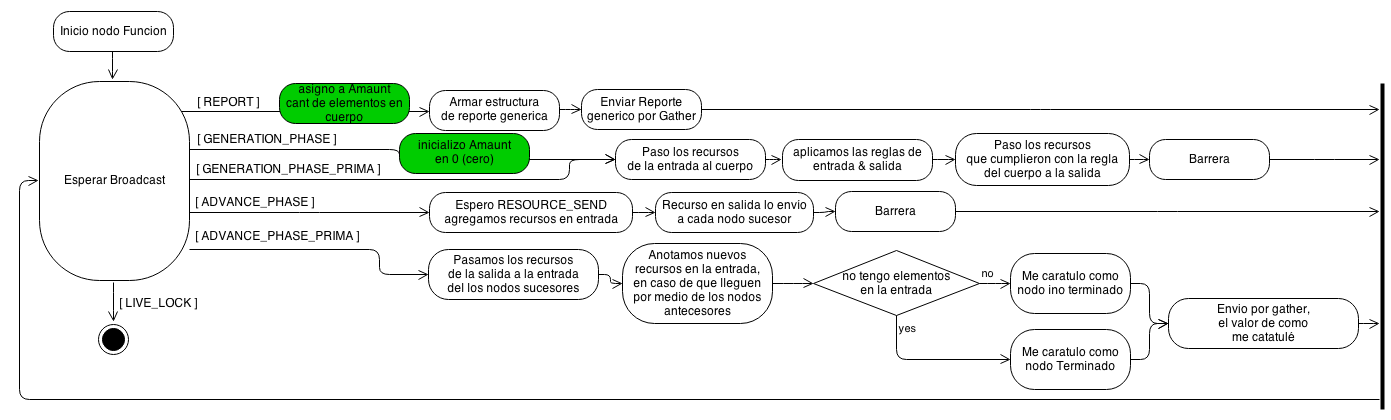 Inicio nodo Funcion
Esperar Broadcast
[ REPORT ]
asigno a Amaunt
cant de elementos en
cuerpo
Armar estructura
de reporte generica
Enviar Reporte
generico por Gather
[ GENERATION_PHASE ]
inicializo Amaunt
en 0 (cero)
[ GENERATION_PHASE_PRIMA ]
Paso los recursos
de la entrada al cuerpo
aplicamos las reglas de
entrada & salida
Paso los recursos
que cumplieron con la regla
del cuerpo a la salida
Barrera
[ ADVANCE_PHASE ]
Espero RESOURCE_SEND
agregamos recursos en entrada
Recurso en salida lo envio
a cada nodo sucesor
Barrera
[ ADVANCE_PHASE_PRIMA ]
Pasamos los recursos
de la salida a la entrada
del los nodos sucesores
Anotamos nuevos
recursos en la entrada,
en caso de que lleguen
por medio de los nodos
antecesores
no tengo elementos
en la entrada
no
Me caratulo como
nodo ino terminado
yes
Me caratulo como
nodo Terminado
Envio por gather,
el valor de como
me catatulé
[ LIVE_LOCK ]